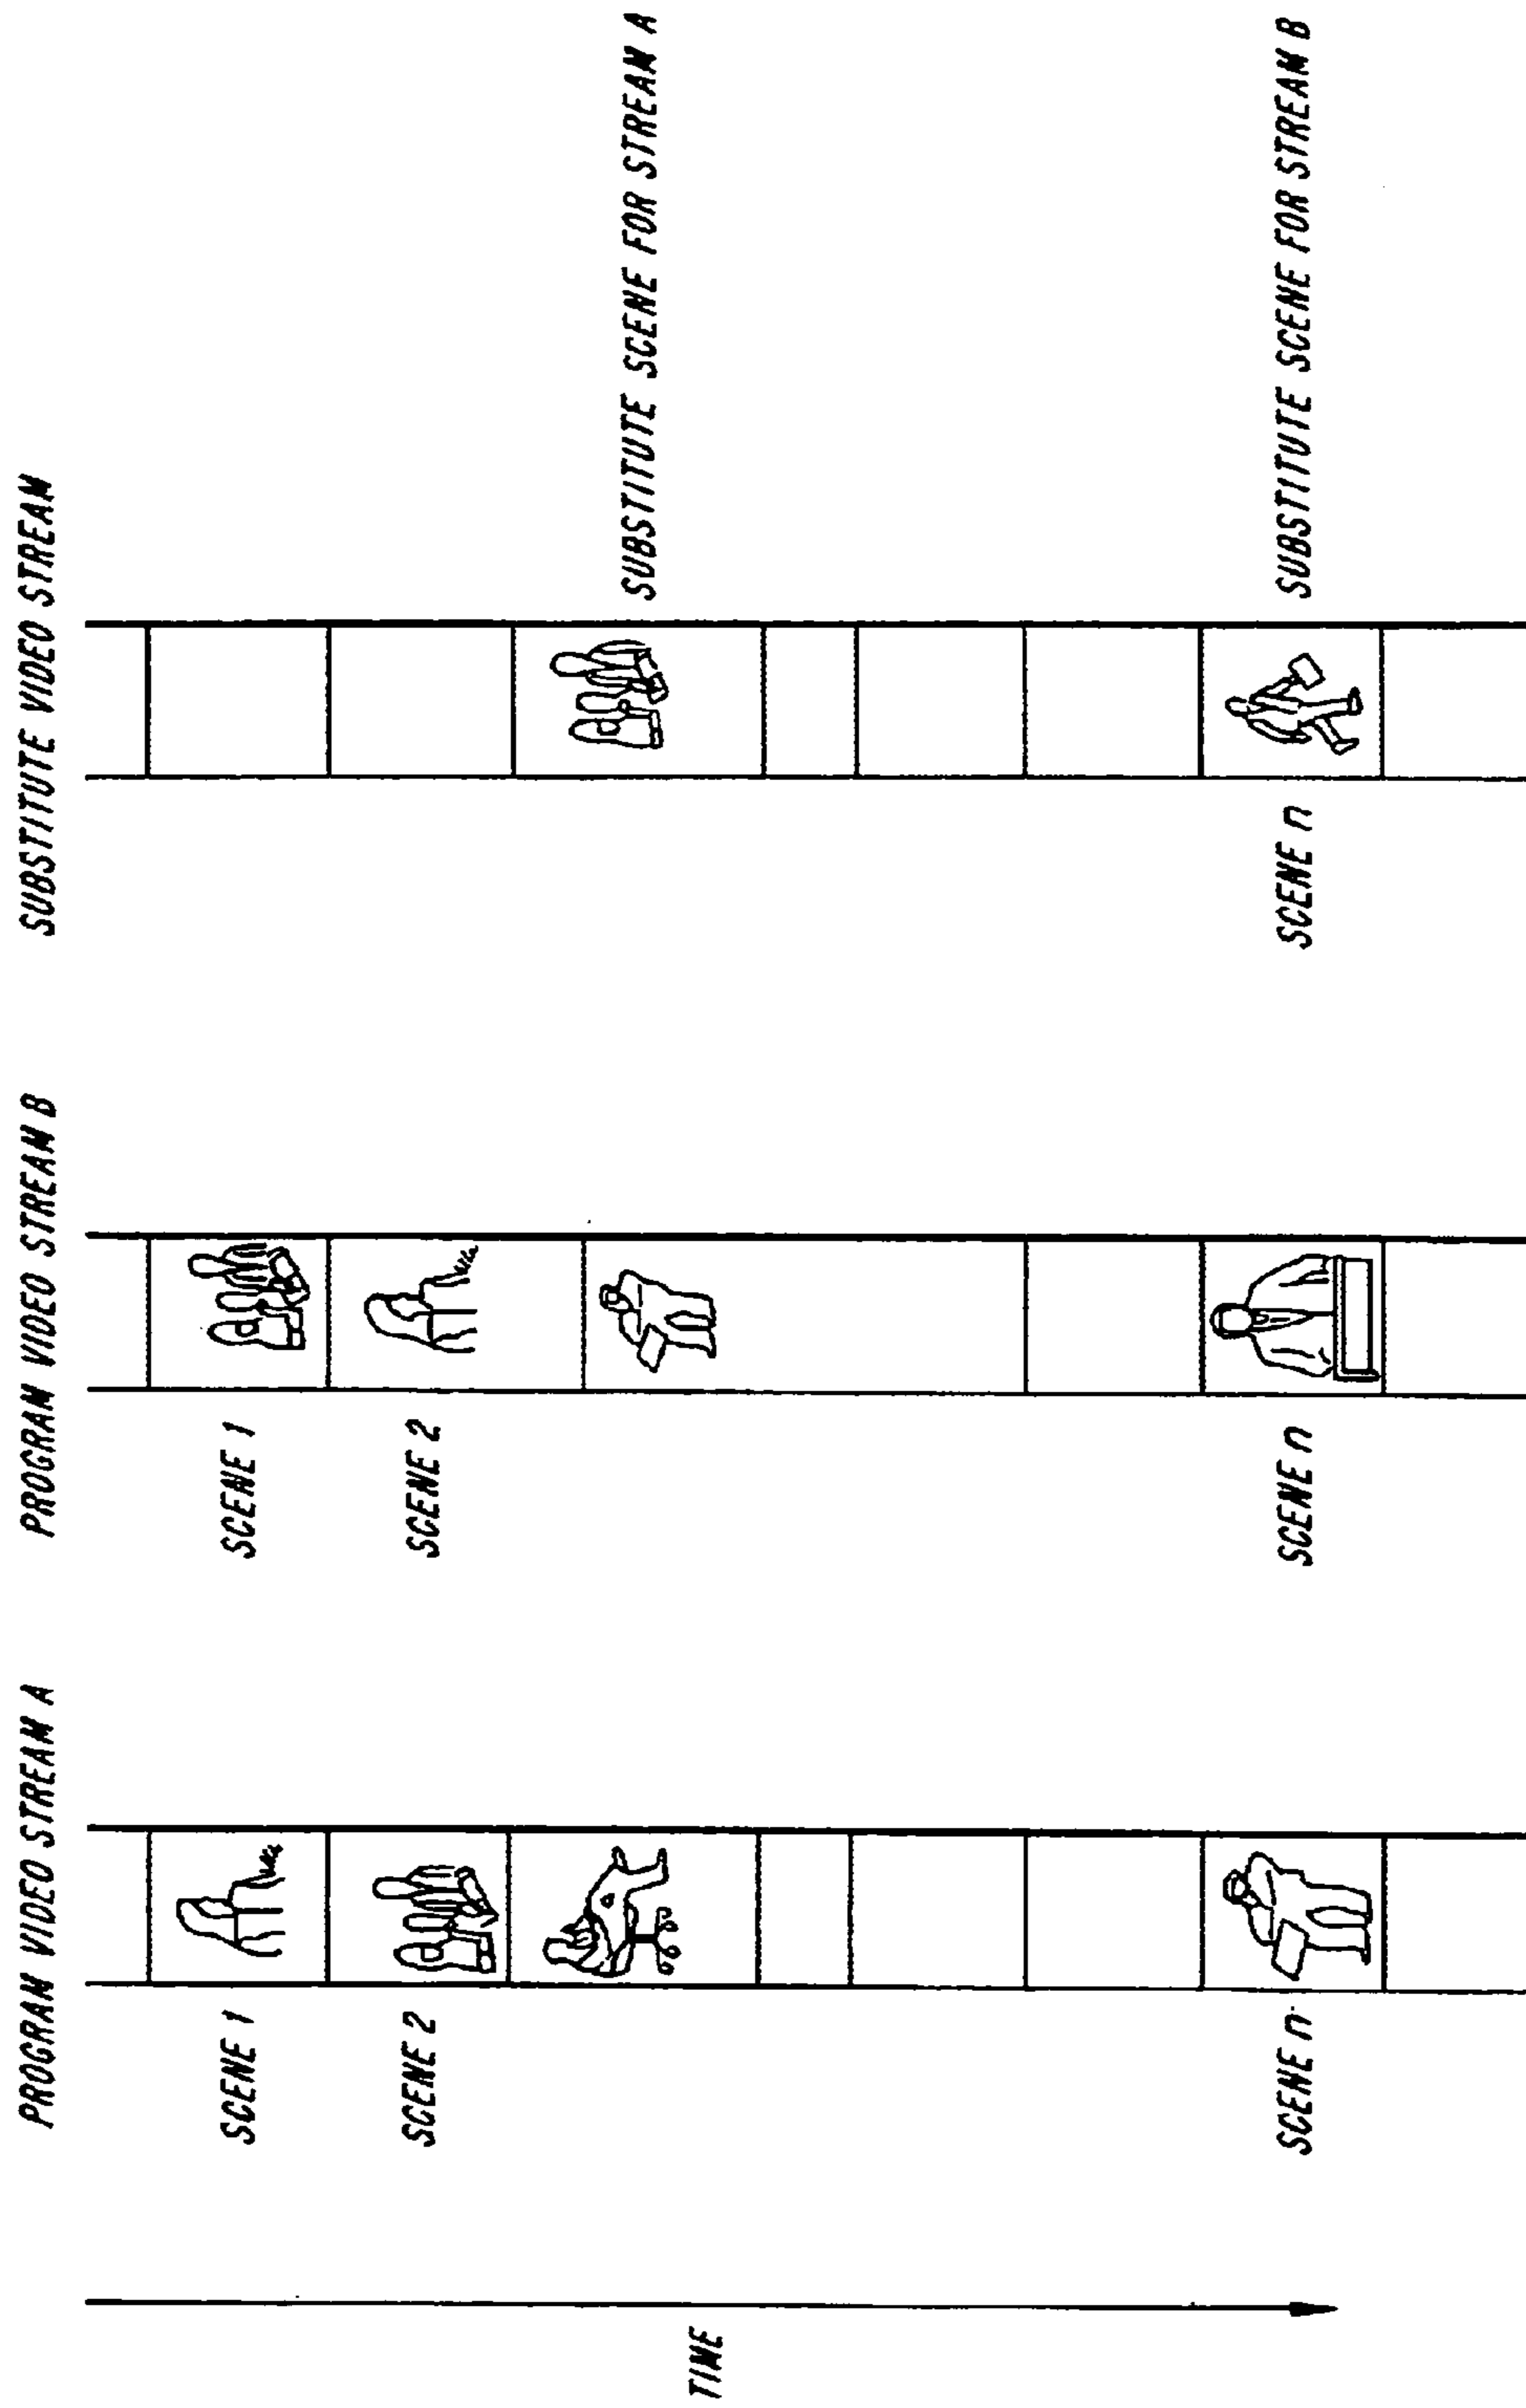 PROGRAM VIDEO STREAM A
PROGRAM VIDEO STREAM B
SUBSTITUTE VIDEO STREAM
SCENE 1
SCENE 1
SCENE 2
SCENE 2
SUBSTITUTE SCENE FOR STREAM A
TIME
SCENE n
SCENE n
SCENE n
SUBSTITUTE SCENE FOR STREAM B